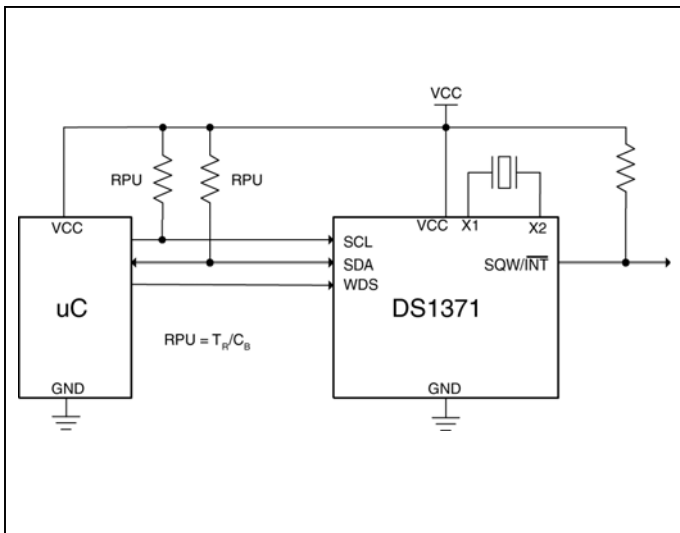 VCC
RPU
RPU
VCC
VCC
X1
X2
SCL
SDA
SQW/INT
WDS
uC
DS1371
RPU = TR/CB
GND
GND